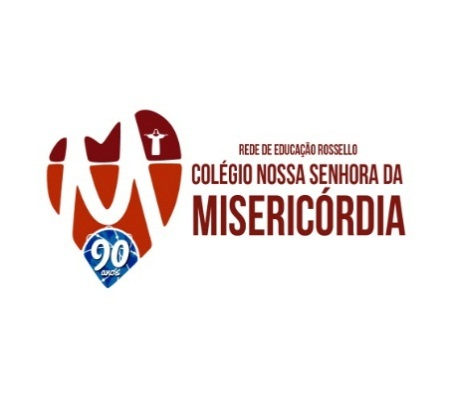 M
REDE DE EDUCAÇÃO ROSSELLO
COLÉGIO NOSSA SENHORA DA
MISERICÓRDIA
90
anos